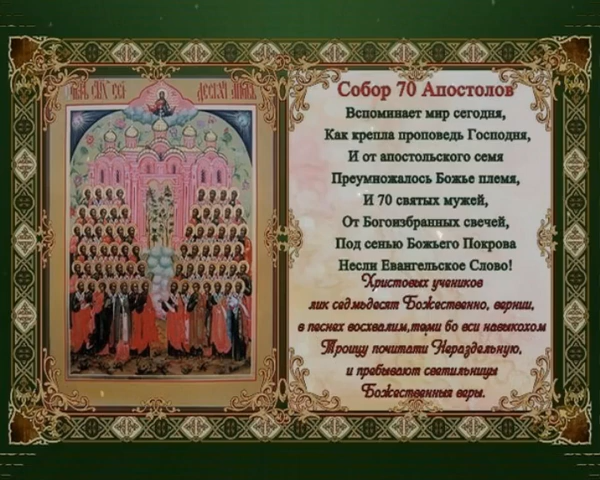 Собор 70 Апостолов
Вспоминает мир сегодня,
Как крепла проповедь Господня,
И от апостольского семя
Преумножалось Божье племя,
И 70 святых мужей,
От Богоизбранных свечей,
Под сенью Божьего Покрова
Несли Евангельское Слово!
Христовых учеников
лик седмьдесят Божественно, вернии,
в песнех восхвалим,теми бо вси навыкохом
Троицу почитати Нераздельную,
и пребывают светильницы
Божественныя веры.